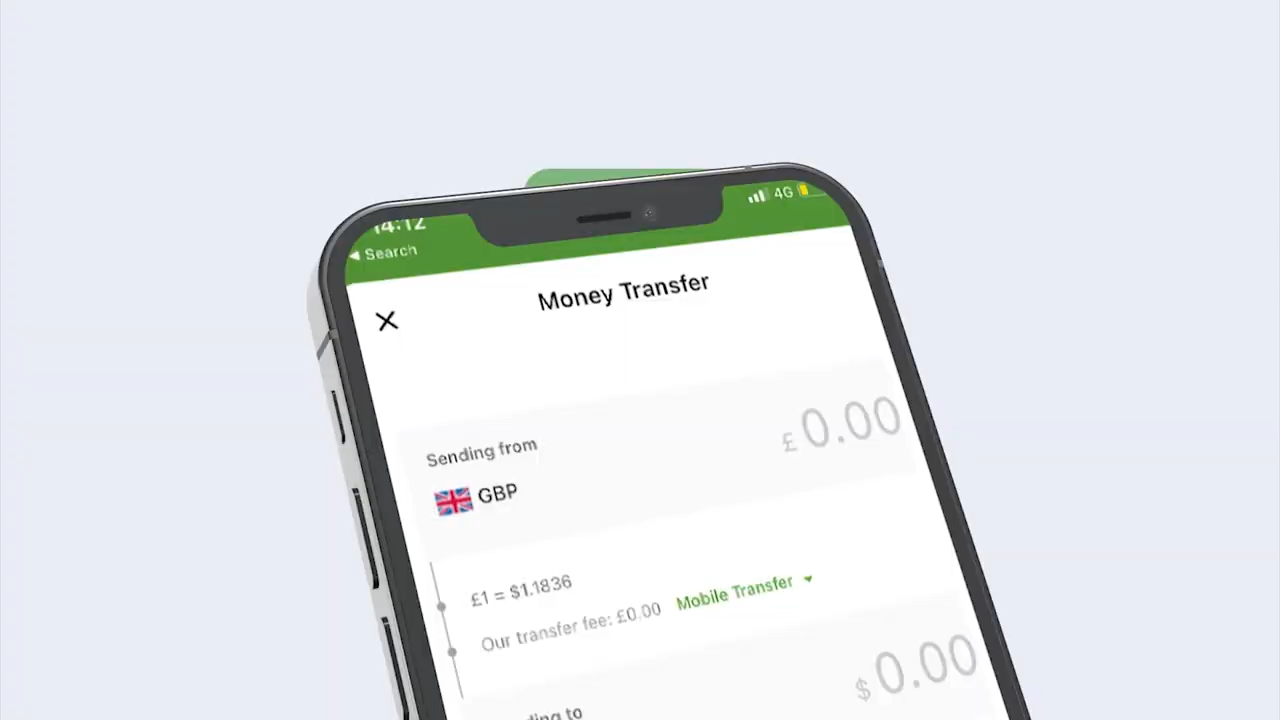 14:12
4G
◀ Search
Money Transfer
Sending from
£ 0.00
GBP
£1 = $1.1836
Our transfer fee: £0.00 Mobile Transfer
$ 0.00
to